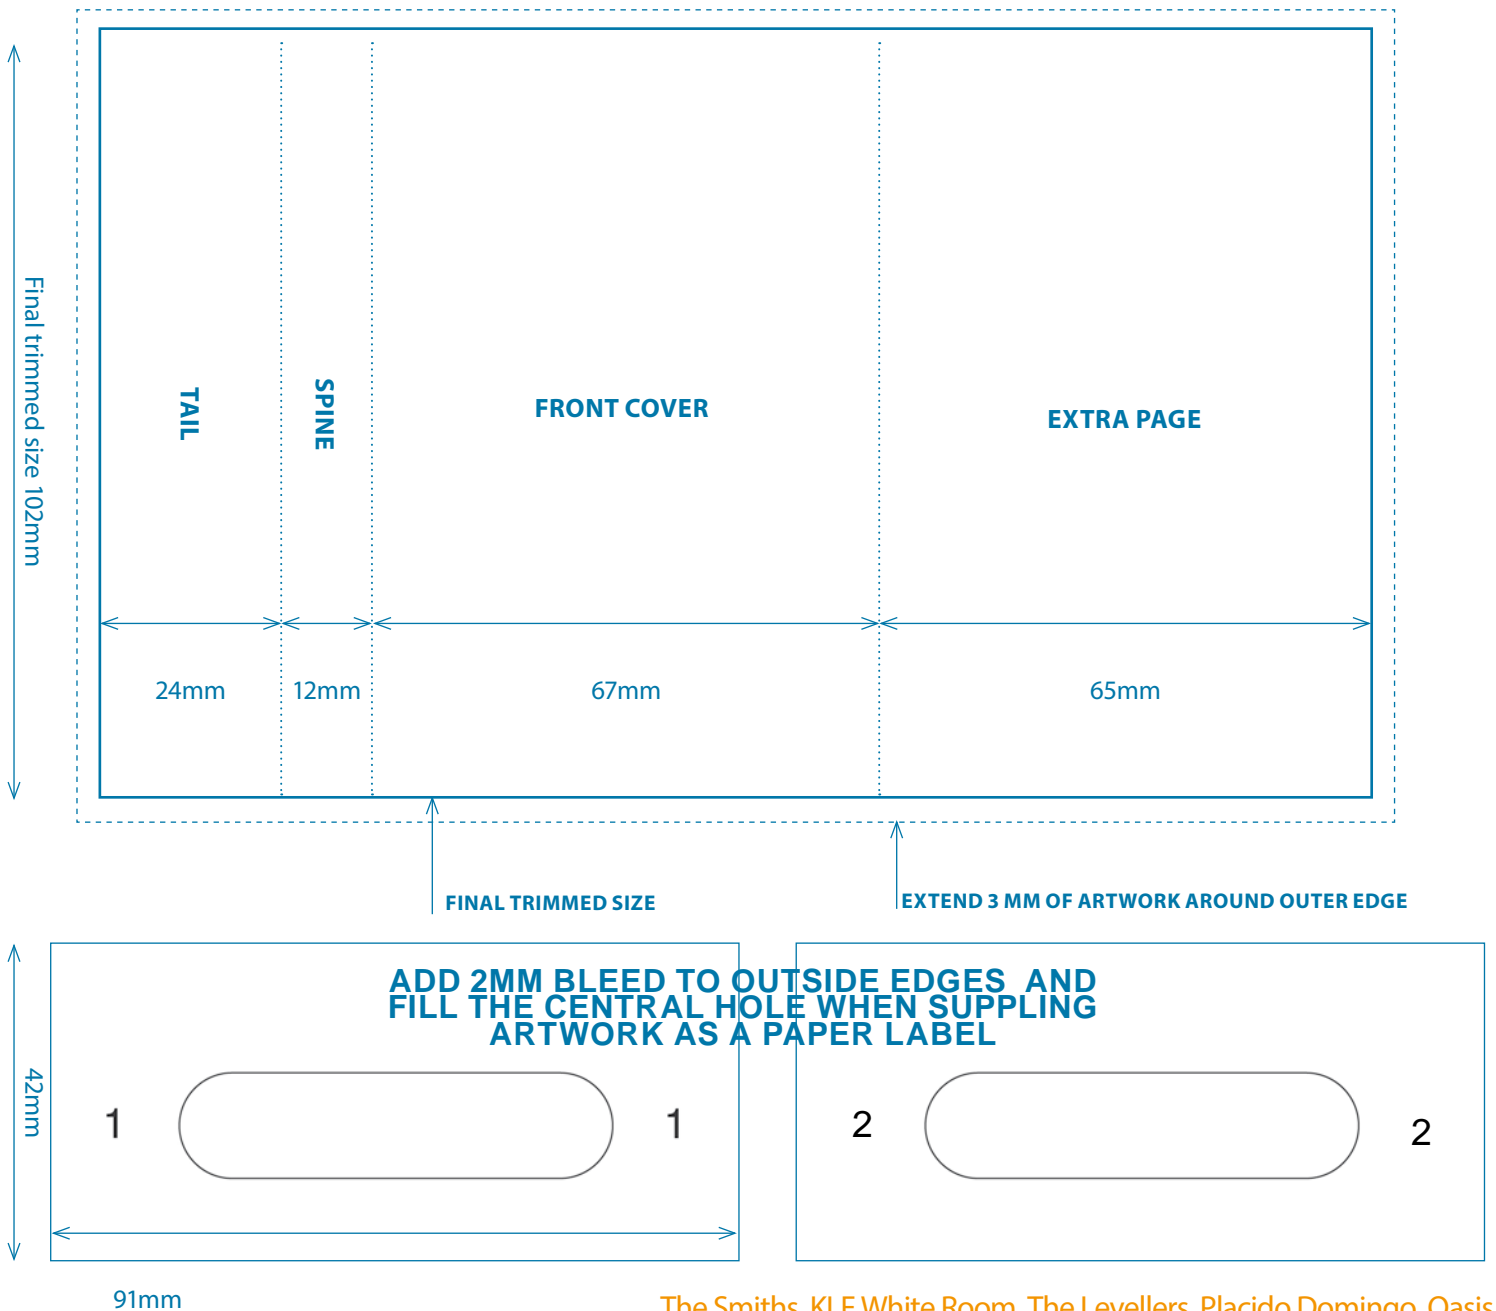 Final trimmed size 102mm
TAIL
SPINE
FRONT COVER
EXTRA PAGE
24mm
12mm
67mm
65mm
FINAL TRIMMED SIZE
EXTEND 3 MM OF ARTWORK AROUND OUTER EDGE
ADD 2MM BLEED TO OUTSIDE EDGES AND
FILL THE CENTRAL HOLE WHEN SUPPLING
ARTWORK AS A PAPER LABEL
42mm
1
1
2
2
91mm
The Smiths, KLF White Room, The Levellers, Placido Domingo, Oasis